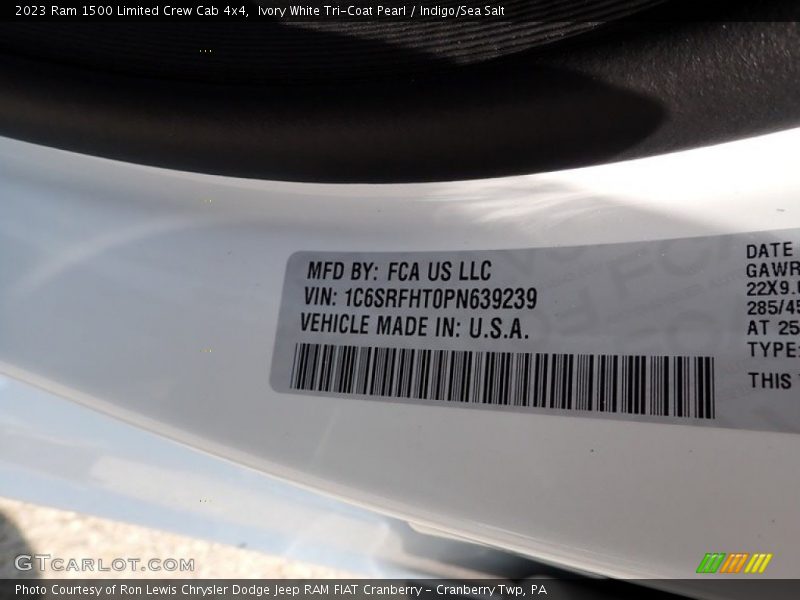 2023 Ram 1500 Limited Crew Cab 4x4, Ivory White Tri-Coat Pearl / Indigo/Sea Salt
MFD BY: FCA US LLC
VIN: 1C6SRFHT0PN639239
VEHICLE MADE IN: U.S.A.
DATE
GAWR
22X9.
285/45
AT 25
TYPE:
THIS
GTCARLOT.COM
Photo Courtesy of Ron Lewis Chrysler Dodge Jeep RAM FIAT Cranberry - Cranberry Twp, PA